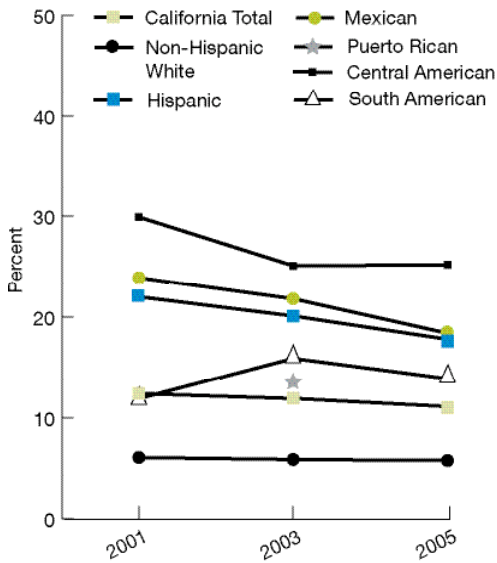 California Total
Non-Hispanic
White
Hispanic
Mexican
Puerto Rican
Central American
South American
Percent
50
40
30
20
10
0
2001
2003
2005